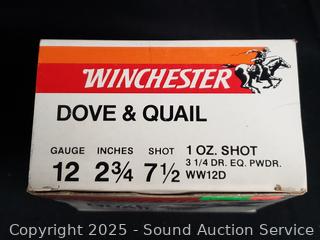 WINCHESTER
DOVE & QUAIL
GAUGE INCHES SHOT 1 OZ. SHOT
12 2¾ 7½ 3 1/4 DR. EQ. PWDR.
WW12D
Copyright © 2025 - Sound Auction Service